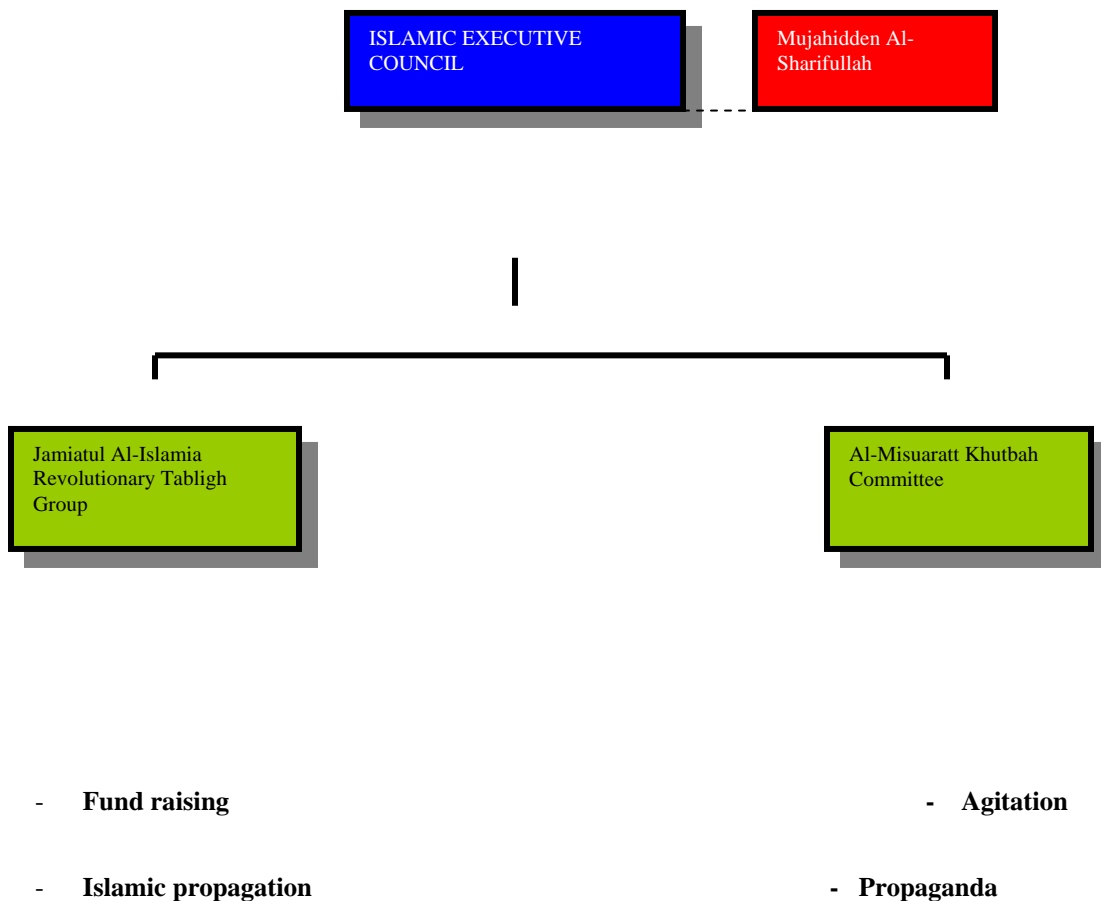 ISLAMIC EXECUTIVE
COUNCIL
Mujahidden Al-
Sharifullah
Jamiatul Al-Islamia
Revolutionary Tabligh
Group
Al-Misuaratt Khutbah
Committee
- Fund raising
- Agitation
- Islamic propagation
- Propaganda